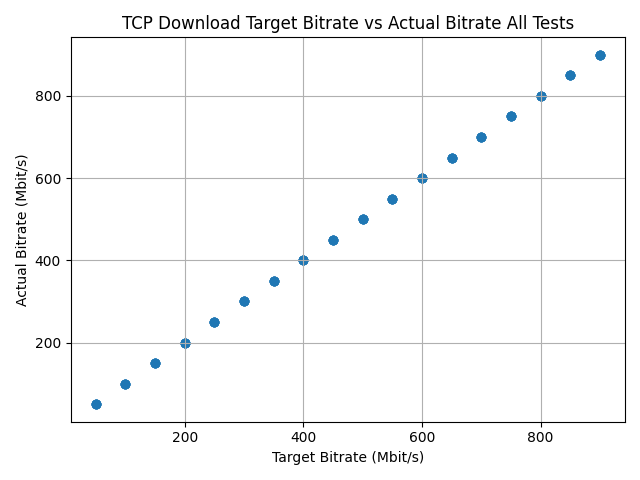 TCP Download Target Bitrate vs Actual Bitrate All Tests
800
600
400
200
Actual Bitrate (Mbit/s)
200 400 600 800
Target Bitrate (Mbit/s)